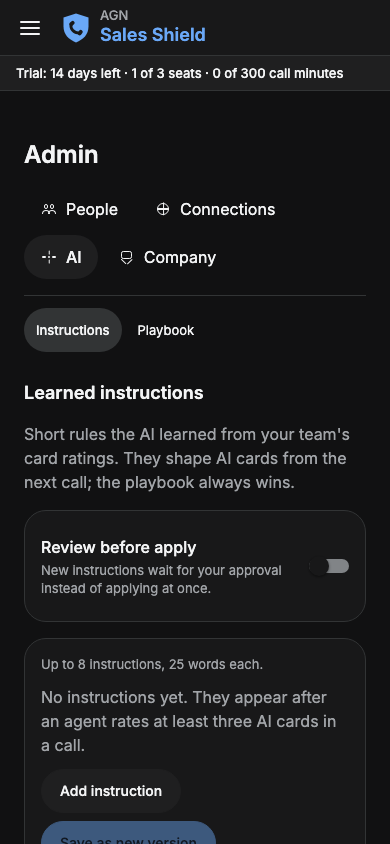 AGN
Sales Shield
Trial: 14 days left · 1 of 3 seats · 0 of 300 call minutes
Admin
People
Connections
AI
Company
Instructions
Playbook
Learned instructions
Short rules the AI learned from your team's
card ratings. They shape AI cards from the
next call; the playbook always wins.
Review before apply
New instructions wait for your approval
instead of applying at once.
Up to 8 instructions, 25 words each.
No instructions yet. They appear after
an agent rates at least three AI cards in
a call.
Add instruction
Save as new version